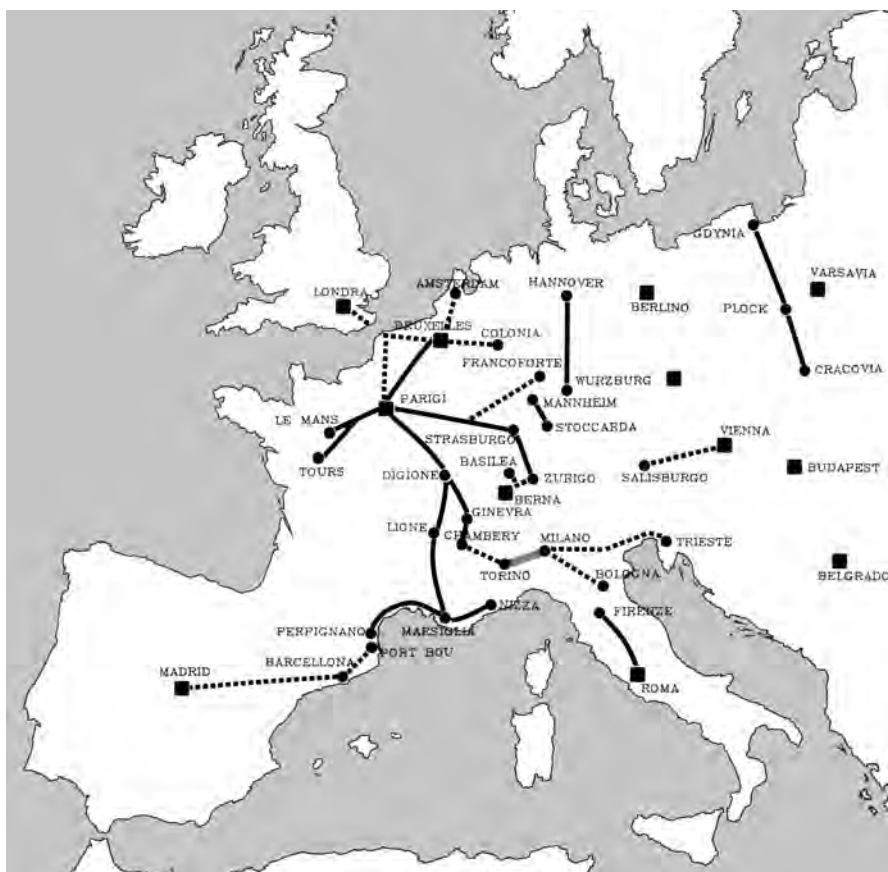 GDYNIA
VARSAVIA
AMSTERDAM
HANNOVER
LONDRA
BERLINO
PLOCK
BRUXELLES
COLONIA
FRANCOFORTE
CRACOVIA
WURZBURG
PARIGI
MANNHEIM
LE MANS
STOCCARDA
STRASBURGO
VIENNA
BASILEA
TOURS
DIGIONE
ZURIGO
SALISBURGO
BUDAPEST
BERNA
GINEVRA
LIONE
CHAMBERY
MILANO
TRIESTE
TORINO
BOLOGNA
BELGRADO
NIZZA
FIRENZE
PERPIGNANO
MARSIGLIA
PORT BOU
BARCELLONA
MADRID
ROMA